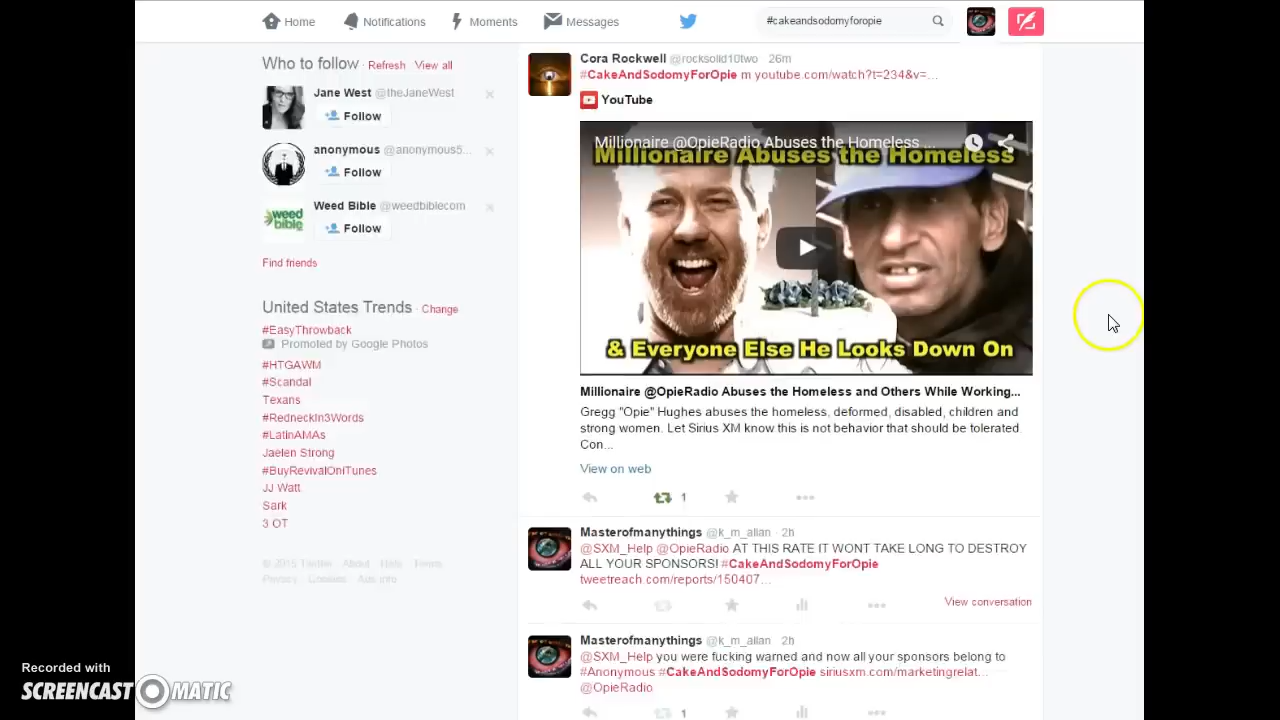 Home Notifications Moments Messages #cakeandsodomyforopie
Who to follow · Refresh · View all
Jane West @theJaneWest
Follow
anonymous @anonymous5...
Follow
Weed Bible @weedbiblecom
weed
bible
Follow
Find friends
United States Trends · Change
#EasyThrowback
Promoted by Google Photos
#HTGAWM
#Scandal
Texans
#RedneckIn3Words
#LatinAMAs
Jaelen Strong
#BuyRevivalOniTunes
JJ Watt
Sark
3 OT
© 2015 Twitter About Help Terms
Privacy Cookies Ads info
Cora Rockwell @rocksolid10two · 26m
#CakeAndSodomyForOpie m youtube.com/watch?t=234&v=...
YouTube
Millionaire @OpieRadio Abuses the Homeless ...
Millionaire Abuses the Homeless
& Everyone Else He Looks Down On
Millionaire @OpieRadio Abuses the Homeless and Others While Working...
Gregg "Opie" Hughes abuses the homeless, deformed, disabled, children and
strong women. Let Sirius XM know this is not behavior that should be tolerated
Con...
View on web
1
Masterofmanythings @k_m_allan · 2h
@SXM_Help @OpieRadio AT THIS RATE IT WONT TAKE LONG TO DESTROY
ALL YOUR SPONSORS! #CakeAndSodomyForOpie
tweetreach.com/reports/150407...
View conversation
Masterofmanythings @k_m_allan · 2h
@SXM_Help you were fucking warned and now all your sponsors belong to
#Anonymous #CakeAndSodomyForOpie siriusxm.com/marketingrelat...
@OpieRadio
1
Recorded with
SCREENCAST MATIC